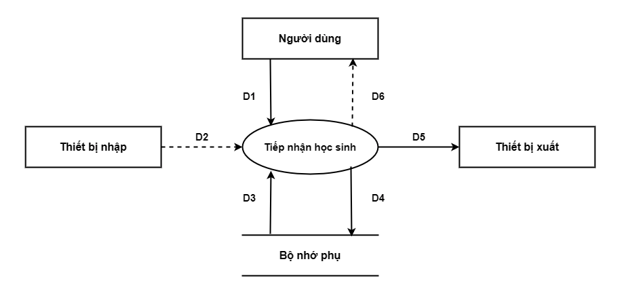 Người dùng
D1
D6
Thiết bị nhập
D2
Tiếp nhận học sinh
D5
Thiết bị xuất
D3
D4
Bộ nhớ phụ